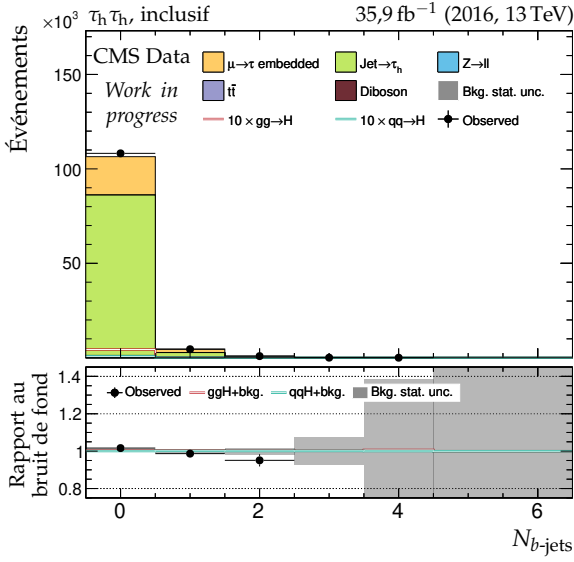 τhτh, inclusif 35,9 fb⁻¹ (2016, 13 TeV)
×10³
Événements
150
100
50
CMS Data
Work in
progress
μ→τ embedded Jet→τh Z→ll
tt̄ Diboson Bkg. stat. unc.
10 × gg→H 10 × qq→H Observed
Rapport au
bruit de fond
1.4
1.2
1
0.8
Observed ggH+bkg. qqH+bkg. Bkg. stat. unc.
0 2 4 6
Nb-jets